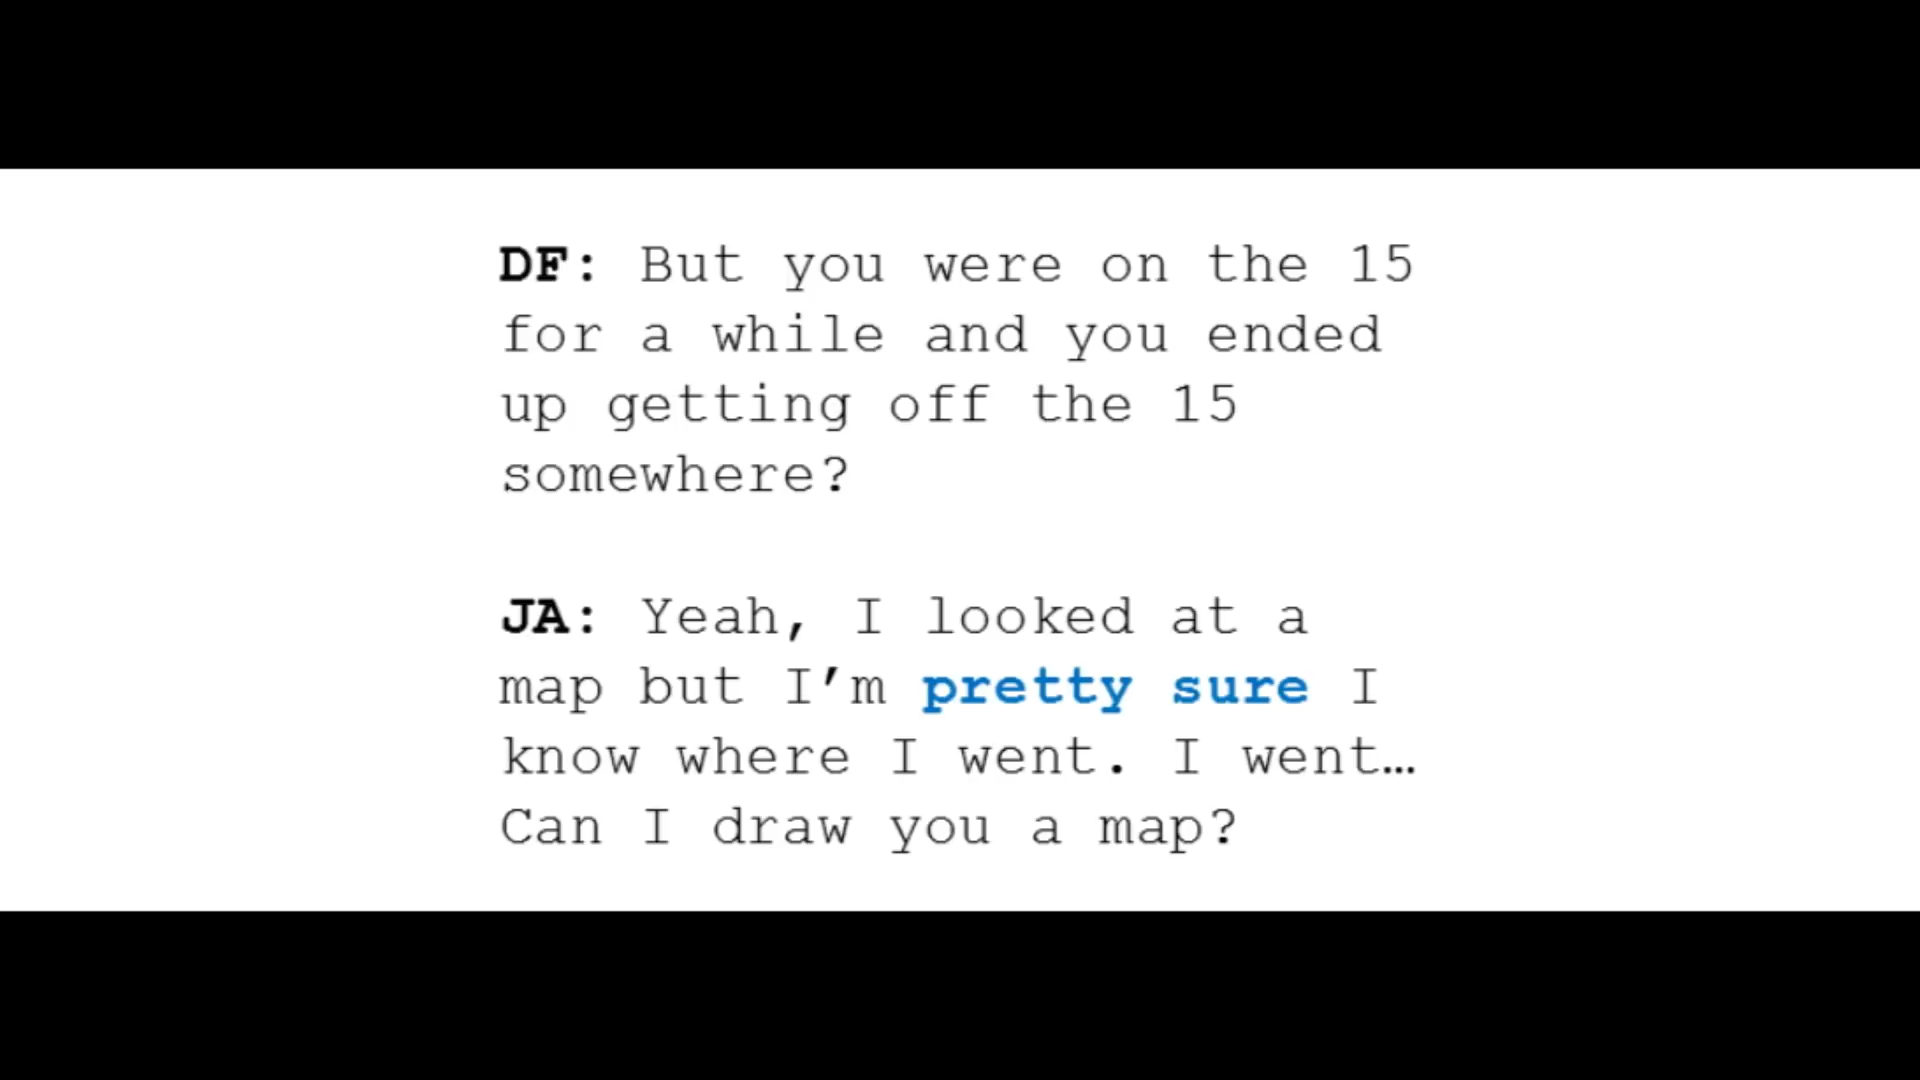 DF: But you were on the 15
for a while and you ended
up getting off the 15
somewhere?
JA: Yeah, I looked at a
map but I’m pretty sure I
know where I went. I went…
Can I draw you a map?